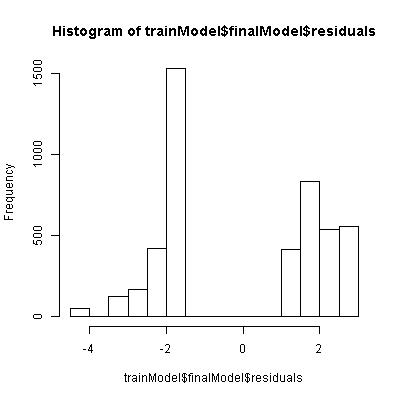 Histogram of trainModel$finalModel$residuals
Frequency
1500
1000
500
0
-4 -2 0 2
trainModel$finalModel$residuals